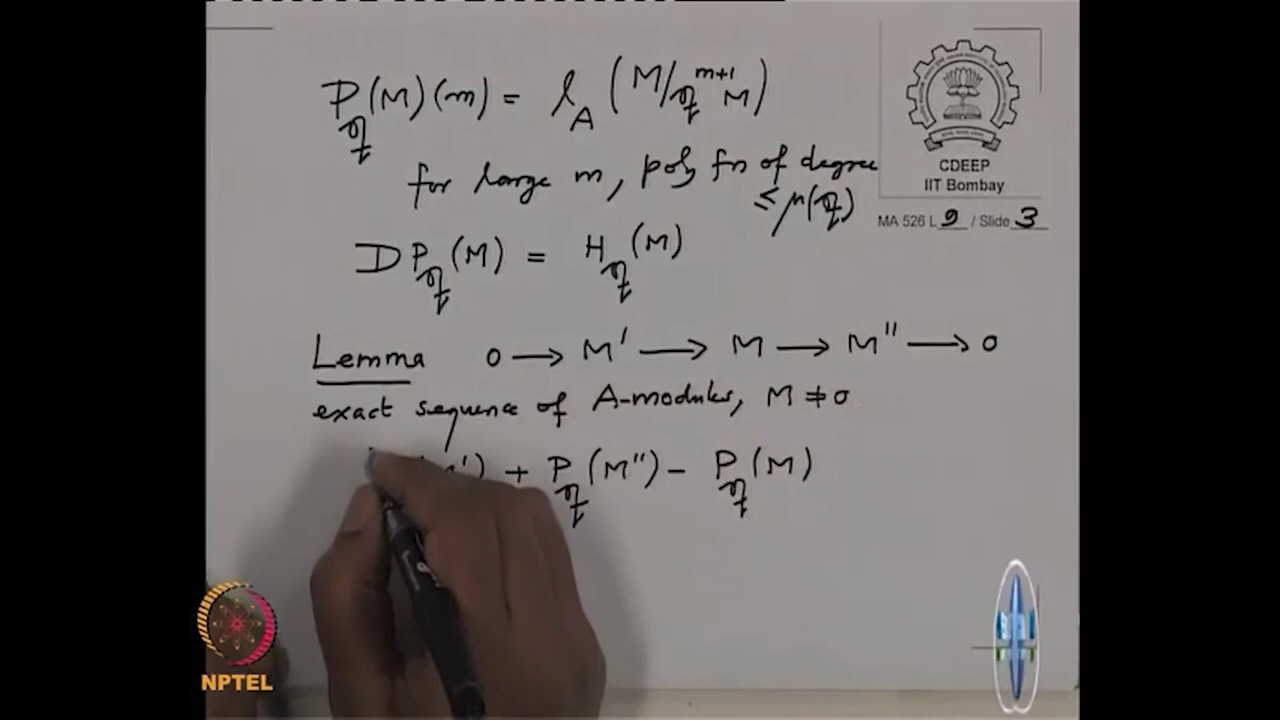 P_𝔮(M)(m) = l_A(M/𝔮^{m+1}M)
for large m, poly fn of degree
≤ μ(𝔮)
DP_𝔮(M) = H_𝔮(M)
Lemma 0 → M' → M → M'' → 0
exact sequence of A-modules, M ≠ 0
M') + P_𝔮(M'') - P_𝔮(M)
CDEEP
IIT Bombay
MA 526 L 9 / Slide 3
NPTEL